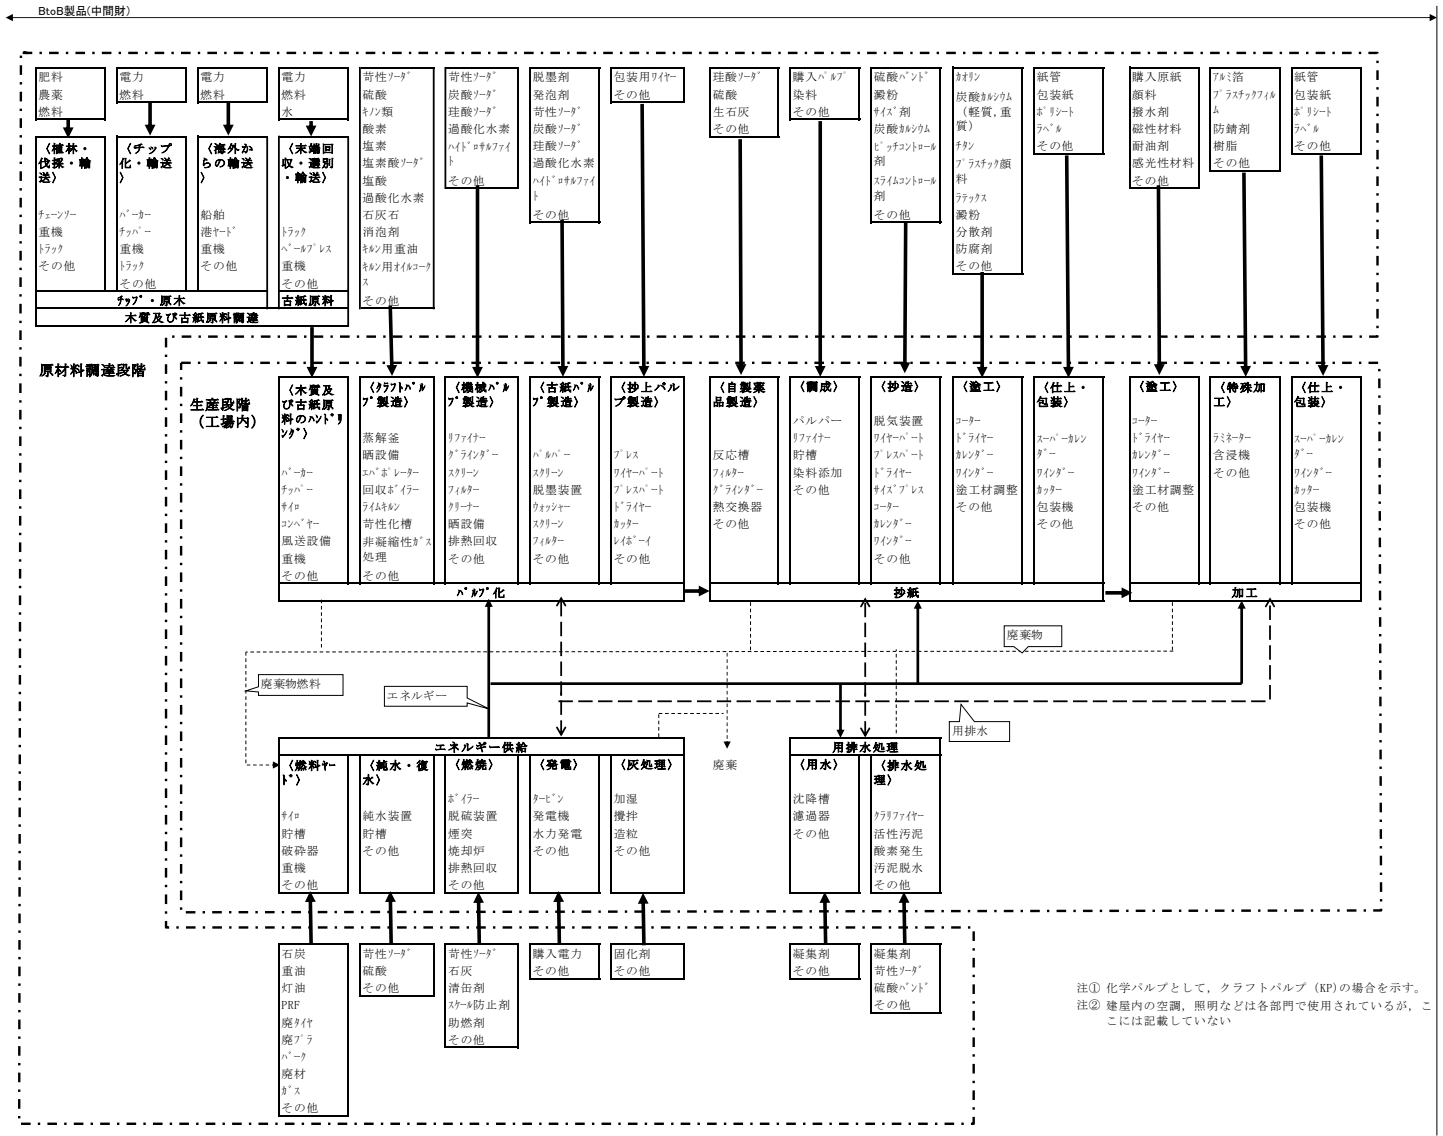 BtoB製品(中間財)
肥料
農薬
燃料
電力
燃料
電力
燃料
電力
燃料
水
苛性ｿｰﾀﾞ
硫酸
ｷﾉﾝ類
酸素
塩素
塩素酸ｿｰﾀﾞ
塩酸
過酸化水素
石灰石
消泡剤
ｷﾙﾝ用重油
ｷﾙﾝ用ｵｲﾙｺｰｸ
ｽ
その他
苛性ｿｰﾀﾞ
炭酸ｿｰﾀﾞ
珪酸ｿｰﾀﾞ
過酸化水素
ﾊｲﾄﾞﾛｻﾙﾌｧｲ
ﾄ
その他
脱墨剤
発泡剤
苛性ｿｰﾀﾞ
炭酸ｿｰﾀﾞ
珪酸ｿｰﾀﾞ
過酸化水素
ﾊｲﾄﾞﾛｻﾙﾌｧｲ
ﾄ
その他
包装用ﾜｲﾔｰ
その他
珪酸ｿｰﾀﾞ
硫酸
生石灰
その他
購入ﾊﾟﾙﾌﾟ
染料
その他
硫酸ﾊﾞﾝﾄﾞ
澱粉
ｻｲｽﾞ剤
炭酸ｶﾙｼｳﾑ
ﾋﾟｯﾁｺﾝﾄﾛｰﾙ
剤
ｽﾗｲﾑｺﾝﾄﾛｰﾙ
剤
その他
ｶｵﾘﾝ
炭酸ｶﾙｼｳﾑ
（軽質,重
質）
ﾁﾀﾝ
ﾌﾟﾗｽﾁｯｸ顔
料
ﾗﾃｯｸｽ
澱粉
分散剤
防腐剤
その他
紙管
包装紙
ﾎﾟﾘｼｰﾄ
ﾗﾍﾞﾙ
その他
購入原紙
顔料
撥水剤
磁性材料
耐油剤
感光性材料
その他
ｱﾙﾐ箔
ﾌﾟﾗｽﾁｯｸﾌｨﾙ
ﾑ
防錆剤
樹脂
その他
紙管
包装紙
ﾎﾟﾘｼｰﾄ
ﾗﾍﾞﾙ
その他
〈植林・
伐採・輸
送〉
ﾁｪｰﾝｿｰ
重機
ﾄﾗｯｸ
その他
〈チップ
化・輸送
〉
ﾊﾞｰｶｰ
ﾁｯﾊﾟｰ
重機
ﾄﾗｯｸ
その他
〈海外か
らの輸送
〉
船舶
港ﾔｰﾄﾞ
重機
その他
〈末端回
収・選別
・輸送〉
ﾄﾗｯｸ
ﾍﾞｰﾙﾌﾟﾚｽ
重機
その他
ﾁｯﾌﾟ・原木
古紙原料
木質及び古紙原料調達
原材料調達段階
生産段階
（工場内）
〈木質及
び古紙原
料のﾊﾝﾄﾞﾘ
ﾝｸﾞ〉
ﾊﾞｰｶｰ
ﾁｯﾊﾟｰ
ｻｲﾛ
ｺﾝﾍﾞﾔｰ
風送設備
重機
その他
〈ｸﾗﾌﾄﾊﾟﾙ
ﾌﾟ製造〉
蒸解釜
晒設備
ｴﾊﾞﾎﾟﾚｰﾀｰ
回収ﾎﾞｲﾗｰ
ﾗｲﾑｷﾙﾝ
苛性化槽
非凝縮性ｶﾞｽ
処理
その他
〈機械ﾊﾟﾙ
ﾌﾟ製造〉
ﾘﾌｧｲﾅｰ
ｸﾞﾗｲﾝﾀﾞｰ
ｽｸﾘｰﾝ
ﾌｨﾙﾀｰ
ｸﾘｰﾅｰ
晒設備
排熱回収
その他
〈古紙ﾊﾟﾙ
ﾌﾟ製造〉
ﾊﾟﾙﾊﾟｰ
ｽｸﾘｰﾝ
脱墨装置
ｳｫｯｼｬｰ
ｽｸﾘｰﾝ
ﾌｨﾙﾀｰ
その他
〈抄上パル
プ製造〉
ﾌﾟﾚｽ
ﾜｲﾔｰﾊﾟｰﾄ
ﾌﾟﾚｽﾊﾟｰﾄ
ﾄﾞﾗｲﾔｰ
ｶｯﾀｰ
ﾚｲﾎﾞｰｲ
その他
ﾊﾟﾙﾌﾟ化
〈自製薬
品製造〉
反応槽
ﾌｨﾙﾀｰ
ｸﾞﾗｲﾝﾀﾞｰ
熱交換器
その他
〈調成〉
パルパー
ﾘﾌｧｲﾅｰ
貯槽
染料添加
その他
〈抄造〉
脱気装置
ﾜｲﾔｰﾊﾟｰﾄ
ﾌﾟﾚｽﾊﾟｰﾄ
ﾄﾞﾗｲﾔｰ
ｻｲｽﾞﾌﾟﾚｽ
ｺｰﾀｰ
ｶﾚﾝﾀﾞｰ
ﾜｲﾝﾀﾞｰ
その他
〈塗工〉
ｺｰﾀｰ
ﾄﾞﾗｲﾔｰ
ｶﾚﾝﾀﾞｰ
ﾜｲﾝﾀﾞｰ
塗工材調整
その他
〈仕上・
包装〉
ｽｰﾊﾟｰｶﾚﾝ
ﾀﾞｰ
ﾜｲﾝﾀﾞｰ
ｶｯﾀｰ
包装機
その他
抄紙
〈塗工〉
ｺｰﾀｰ
ﾄﾞﾗｲﾔｰ
ｶﾚﾝﾀﾞｰ
ﾜｲﾝﾀﾞｰ
塗工材調整
その他
〈特殊加
工〉
ﾗﾐﾈｰﾀｰ
含浸機
その他
〈仕上・
包装〉
ｽｰﾊﾟｰｶﾚﾝ
ﾀﾞｰ
ﾜｲﾝﾀﾞｰ
ｶｯﾀｰ
包装機
その他
加工
廃棄物
廃棄物燃料
エネルギー
用排水
廃棄
エネルギー供給
〈燃料ﾔｰ
ﾄﾞ〉
ｻｲﾛ
貯槽
破砕器
重機
その他
〈純水・復
水〉
純水装置
貯槽
その他
〈燃焼〉
ﾎﾞｲﾗｰ
脱硫装置
煙突
焼却炉
排熱回収
その他
〈発電〉
ﾀｰﾋﾞﾝ
発電機
水力発電
その他
〈灰処理〉
加湿
攪拌
造粒
その他
用排水処理
〈用水〉
沈降槽
濾過器
その他
〈排水処
理〉
ｸﾗﾘﾌｧｲﾔｰ
活性汚泥
酸素発生
汚泥脱水
その他
石炭
重油
灯油
PRF
廃ﾀｲﾔ
廃ﾌﾟﾗ
ﾊﾞｰｸ
廃材
ｶﾞｽ
その他
苛性ｿｰﾀﾞ
硫酸
その他
苛性ｿｰﾀﾞ
石灰
清缶剤
ｽｹｰﾙ防止剤
助燃剤
その他
購入電力
その他
固化剤
その他
凝集剤
その他
凝集剤
苛性ｿｰﾀﾞ
硫酸ﾊﾞﾝﾄﾞ
その他
注① 化学パルプとして，クラフトパルプ（KP)の場合を示す。
注② 建屋内の空調，照明などは各部門で使用されているが，こ
こには記載していない